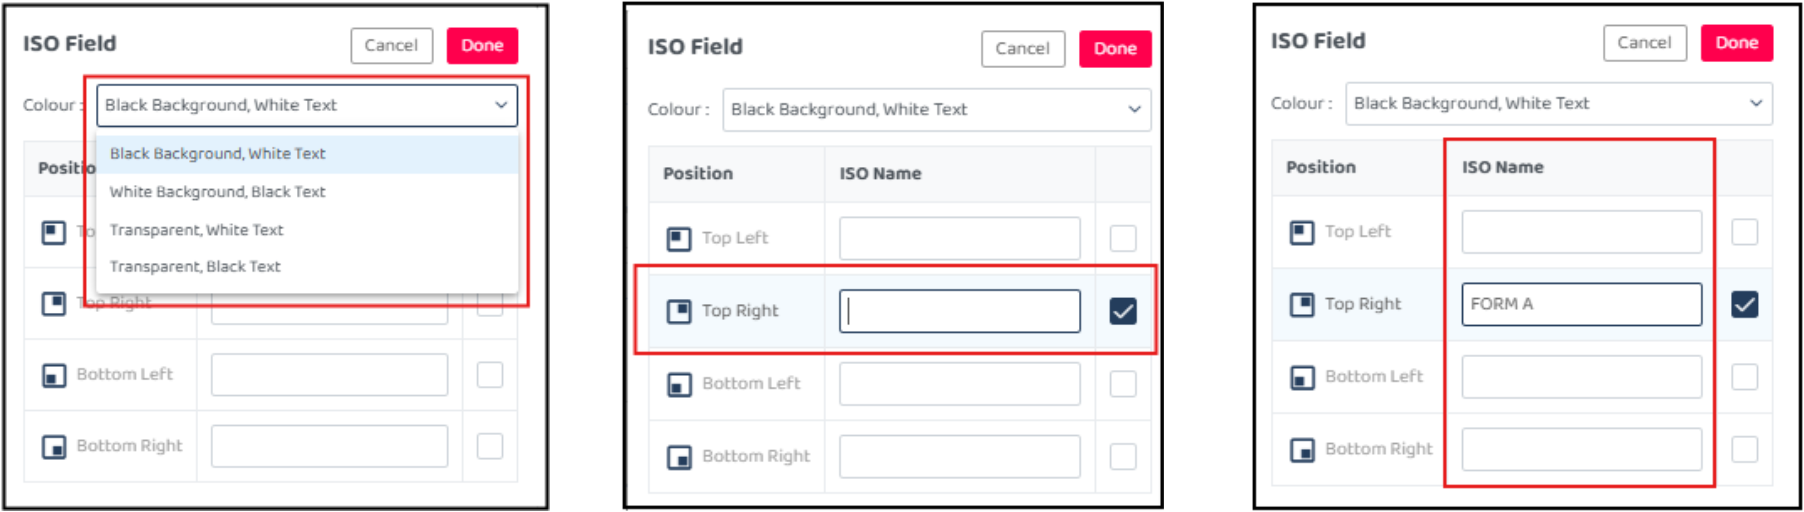 ISO Field
Cancel
Done
Colour :
Black Background, White Text
Black Background, White Text
White Background, Black Text
Transparent, White Text
Transparent, Black Text
Positio
To
Top Right
Bottom Left
Bottom Right
ISO Field
Cancel
Done
Colour :
Black Background, White Text
Position
ISO Name
Top Left
Top Right
Bottom Left
Bottom Right
ISO Field
Cancel
Done
Colour :
Black Background, White Text
Position
ISO Name
Top Left
Top Right
FORM A
Bottom Left
Bottom Right